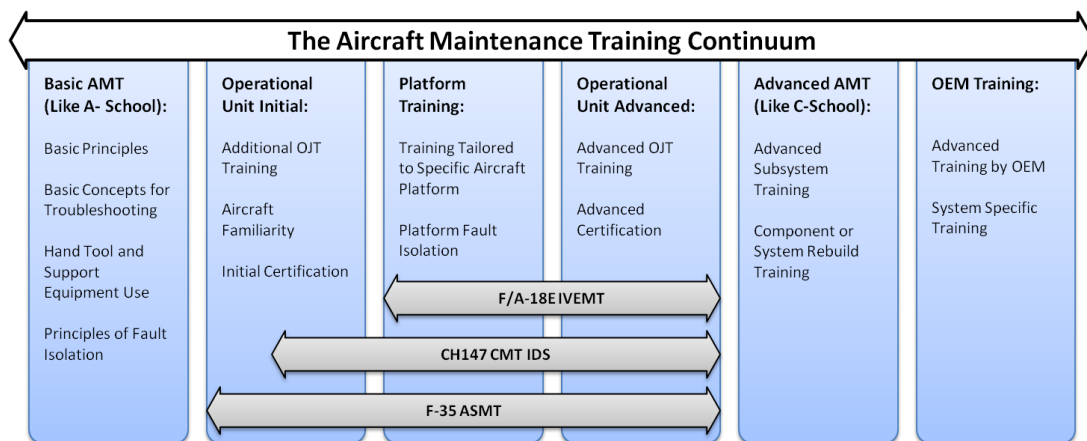 The Aircraft Maintenance Training Continuum
Basic AMT
(Like A- School):
Basic Principles
Basic Concepts for
Troubleshooting
Hand Tool and
Support
Equipment Use
Principles of Fault
Isolation
Operational
Unit Initial:
Additional OJT
Training
Aircraft
Familiarity
Initial Certification
Platform
Training:
Training Tailored
to Specific Aircraft
Platform
Platform Fault
Isolation
Operational
Unit Advanced:
Advanced OJT
Training
Advanced
Certification
Advanced AMT
(Like C-School):
Advanced
Subsystem
Training
Component or
System Rebuild
Training
OEM Training:
Advanced
Training by OEM
System Specific
Training
F/A-18E IVEMT
CH147 CMT IDS
F-35 ASMT